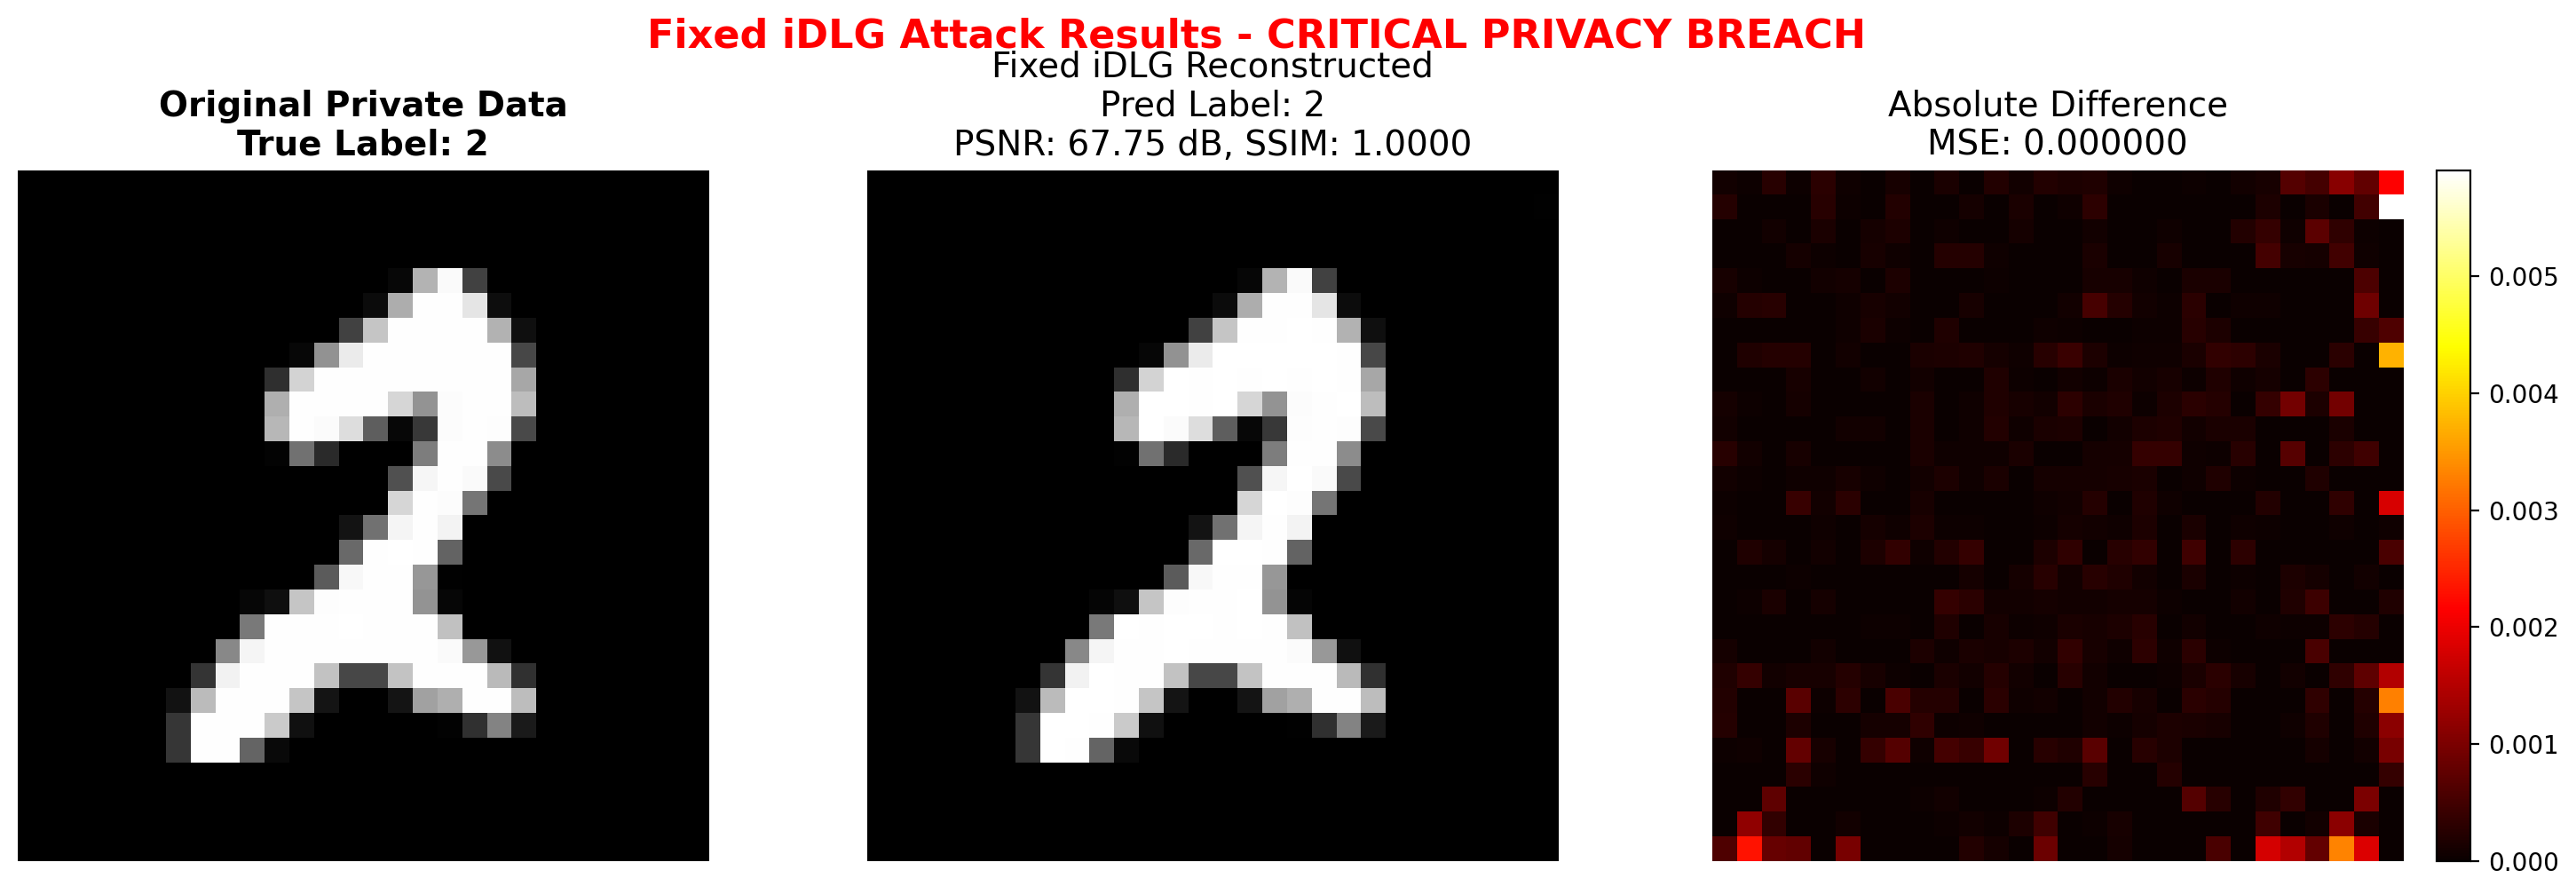 Fixed iDLG Attack Results - CRITICAL PRIVACY BREACH
Original Private Data
True Label: 2
Fixed iDLG Reconstructed
Pred Label: 2
PSNR: 67.75 dB, SSIM: 1.0000
Absolute Difference
MSE: 0.000000
0.005
0.004
0.003
0.002
0.001
0.000